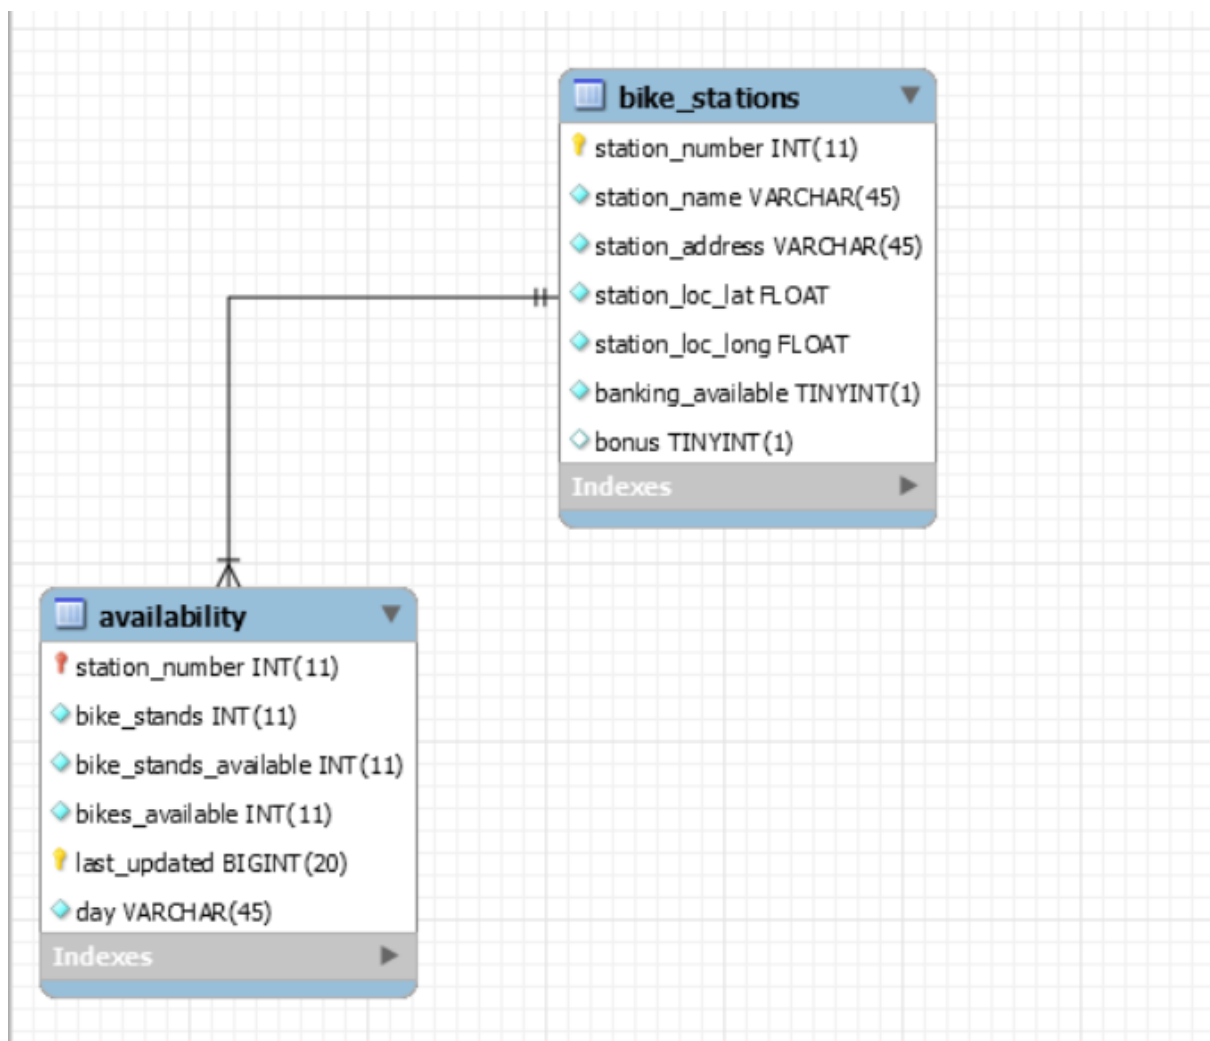 bike_stations
station_number INT(11)
station_name VARCHAR(45)
station_address VARCHAR(45)
station_loc_lat FLOAT
station_loc_long FLOAT
banking_available TINYINT(1)
bonus TINYINT(1)
Indexes
availability
station_number INT(11)
bike_stands INT(11)
bike_stands_available INT(11)
bikes_available INT(11)
last_updated BIGINT(20)
day VARCHAR(45)
Indexes